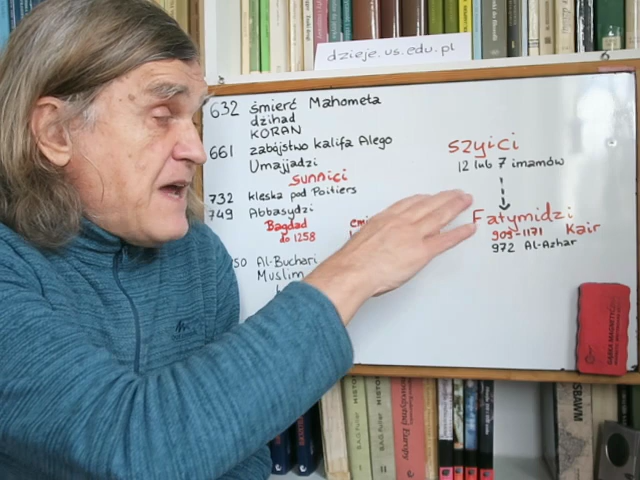 dzieje.us.edu.pl
632 śmierć Mahometa
dżihad
KORAN
661 zabójstwo kalifa Alego
Umajjadzi
sunnici
732 klęska pod Poitiers
749 Abbasydzi
Bagdad
do 1258
50 Al-Buchari
Muslim
szyici
12 lub 7 imamów
Fatymidzi
909-1171 Kair
972 Al-Azhar